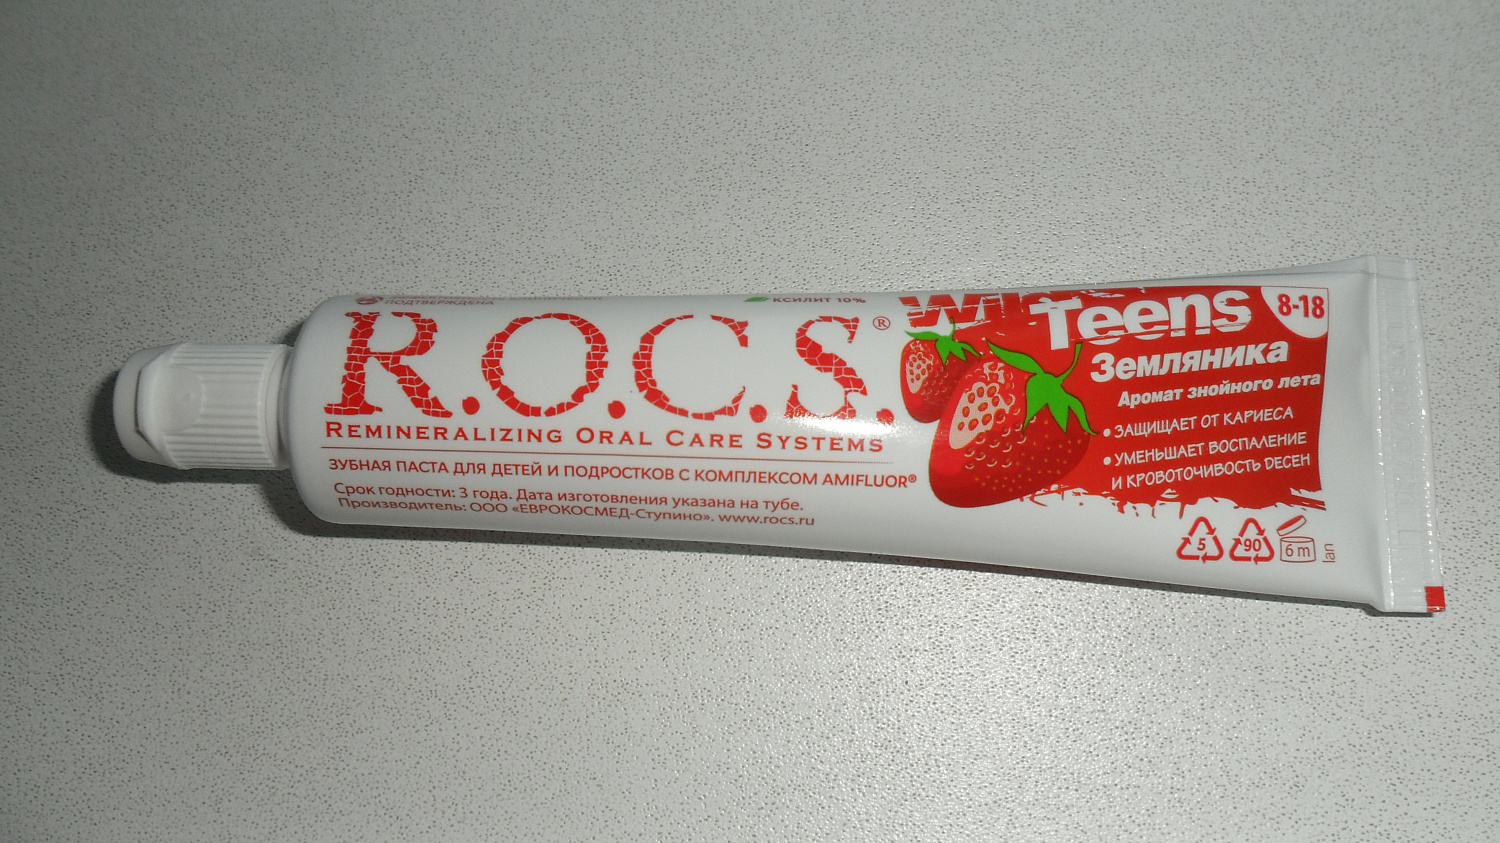 ПОДТВЕРЖДЕНА
КСИЛИТ 10%
R.O.C.S.®
REMINERALIZING ORAL CARE SYSTEMS
ЗУБНАЯ ПАСТА ДЛЯ ДЕТЕЙ И ПОДРОСТКОВ С КОМПЛЕКСОМ AMIFLUOR®
Срок годности: 3 года. Дата изготовления указана на тубе.
Производитель: ООО «ЕВРОКОСМЕД-Ступино». www.rocs.ru
Teens
8-18
Земляника
Аромат знойного лета
• ЗАЩИЩАЕТ ОТ КАРИЕСА
• УМЕНЬШАЕТ ВОСПАЛЕНИЕ
И КРОВОТОЧИВОСТЬ ДЕСЕН
5
90
6 m
lan